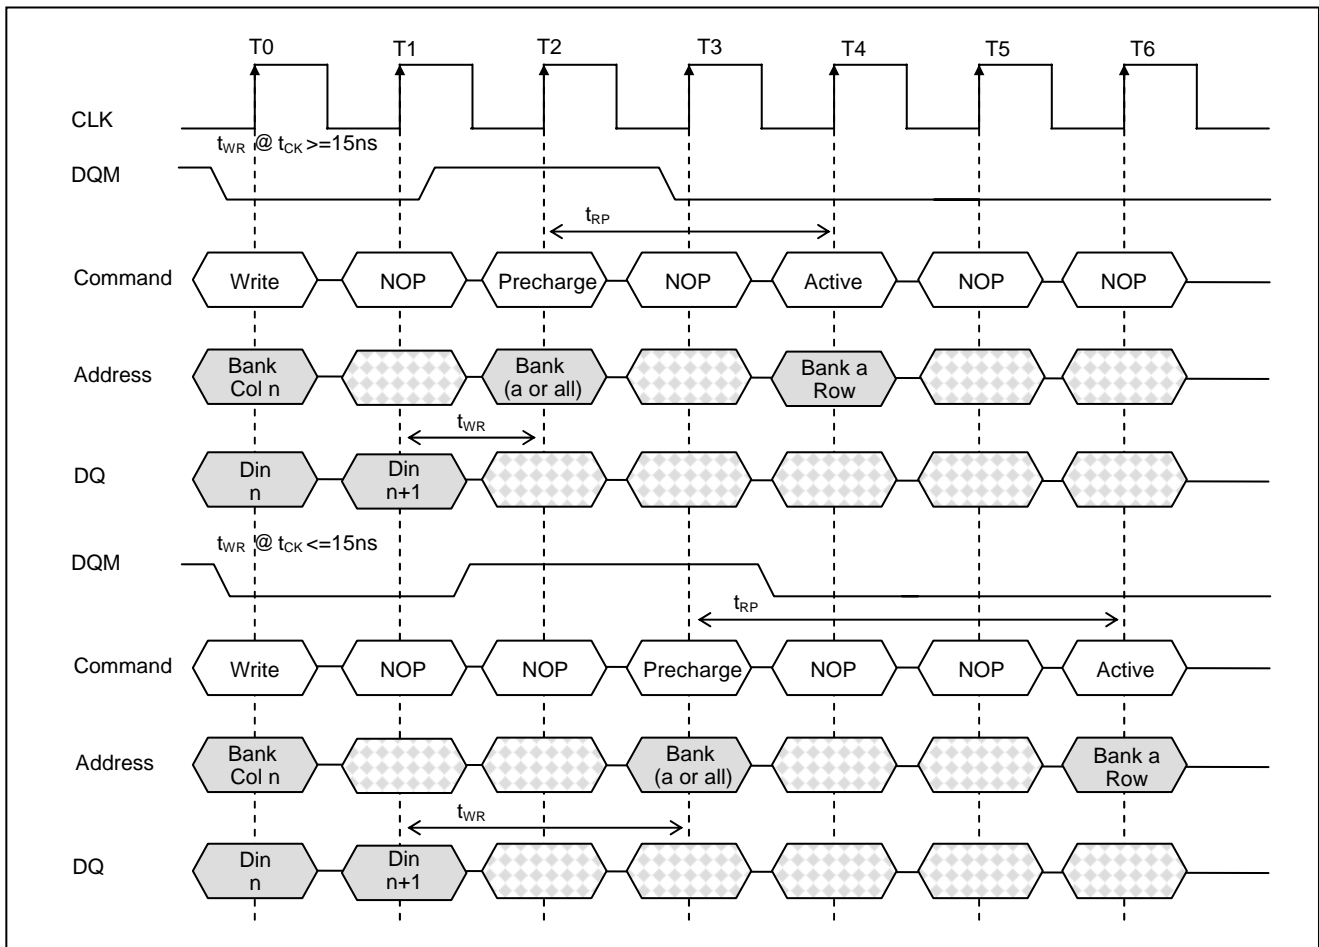 T0 T1 T2 T3 T4 T5 T6
CLK
tWR @ tCK >=15ns
DQM
tRP
Command Write NOP Precharge NOP Active NOP NOP
Address Bank Col n Bank (a or all) Bank a Row
tWR
DQ Din n Din n+1
tWR @ tCK <=15ns
DQM
tRP
Command Write NOP NOP Precharge NOP NOP Active
Address Bank Col n Bank (a or all) Bank a Row
tWR
DQ Din n Din n+1